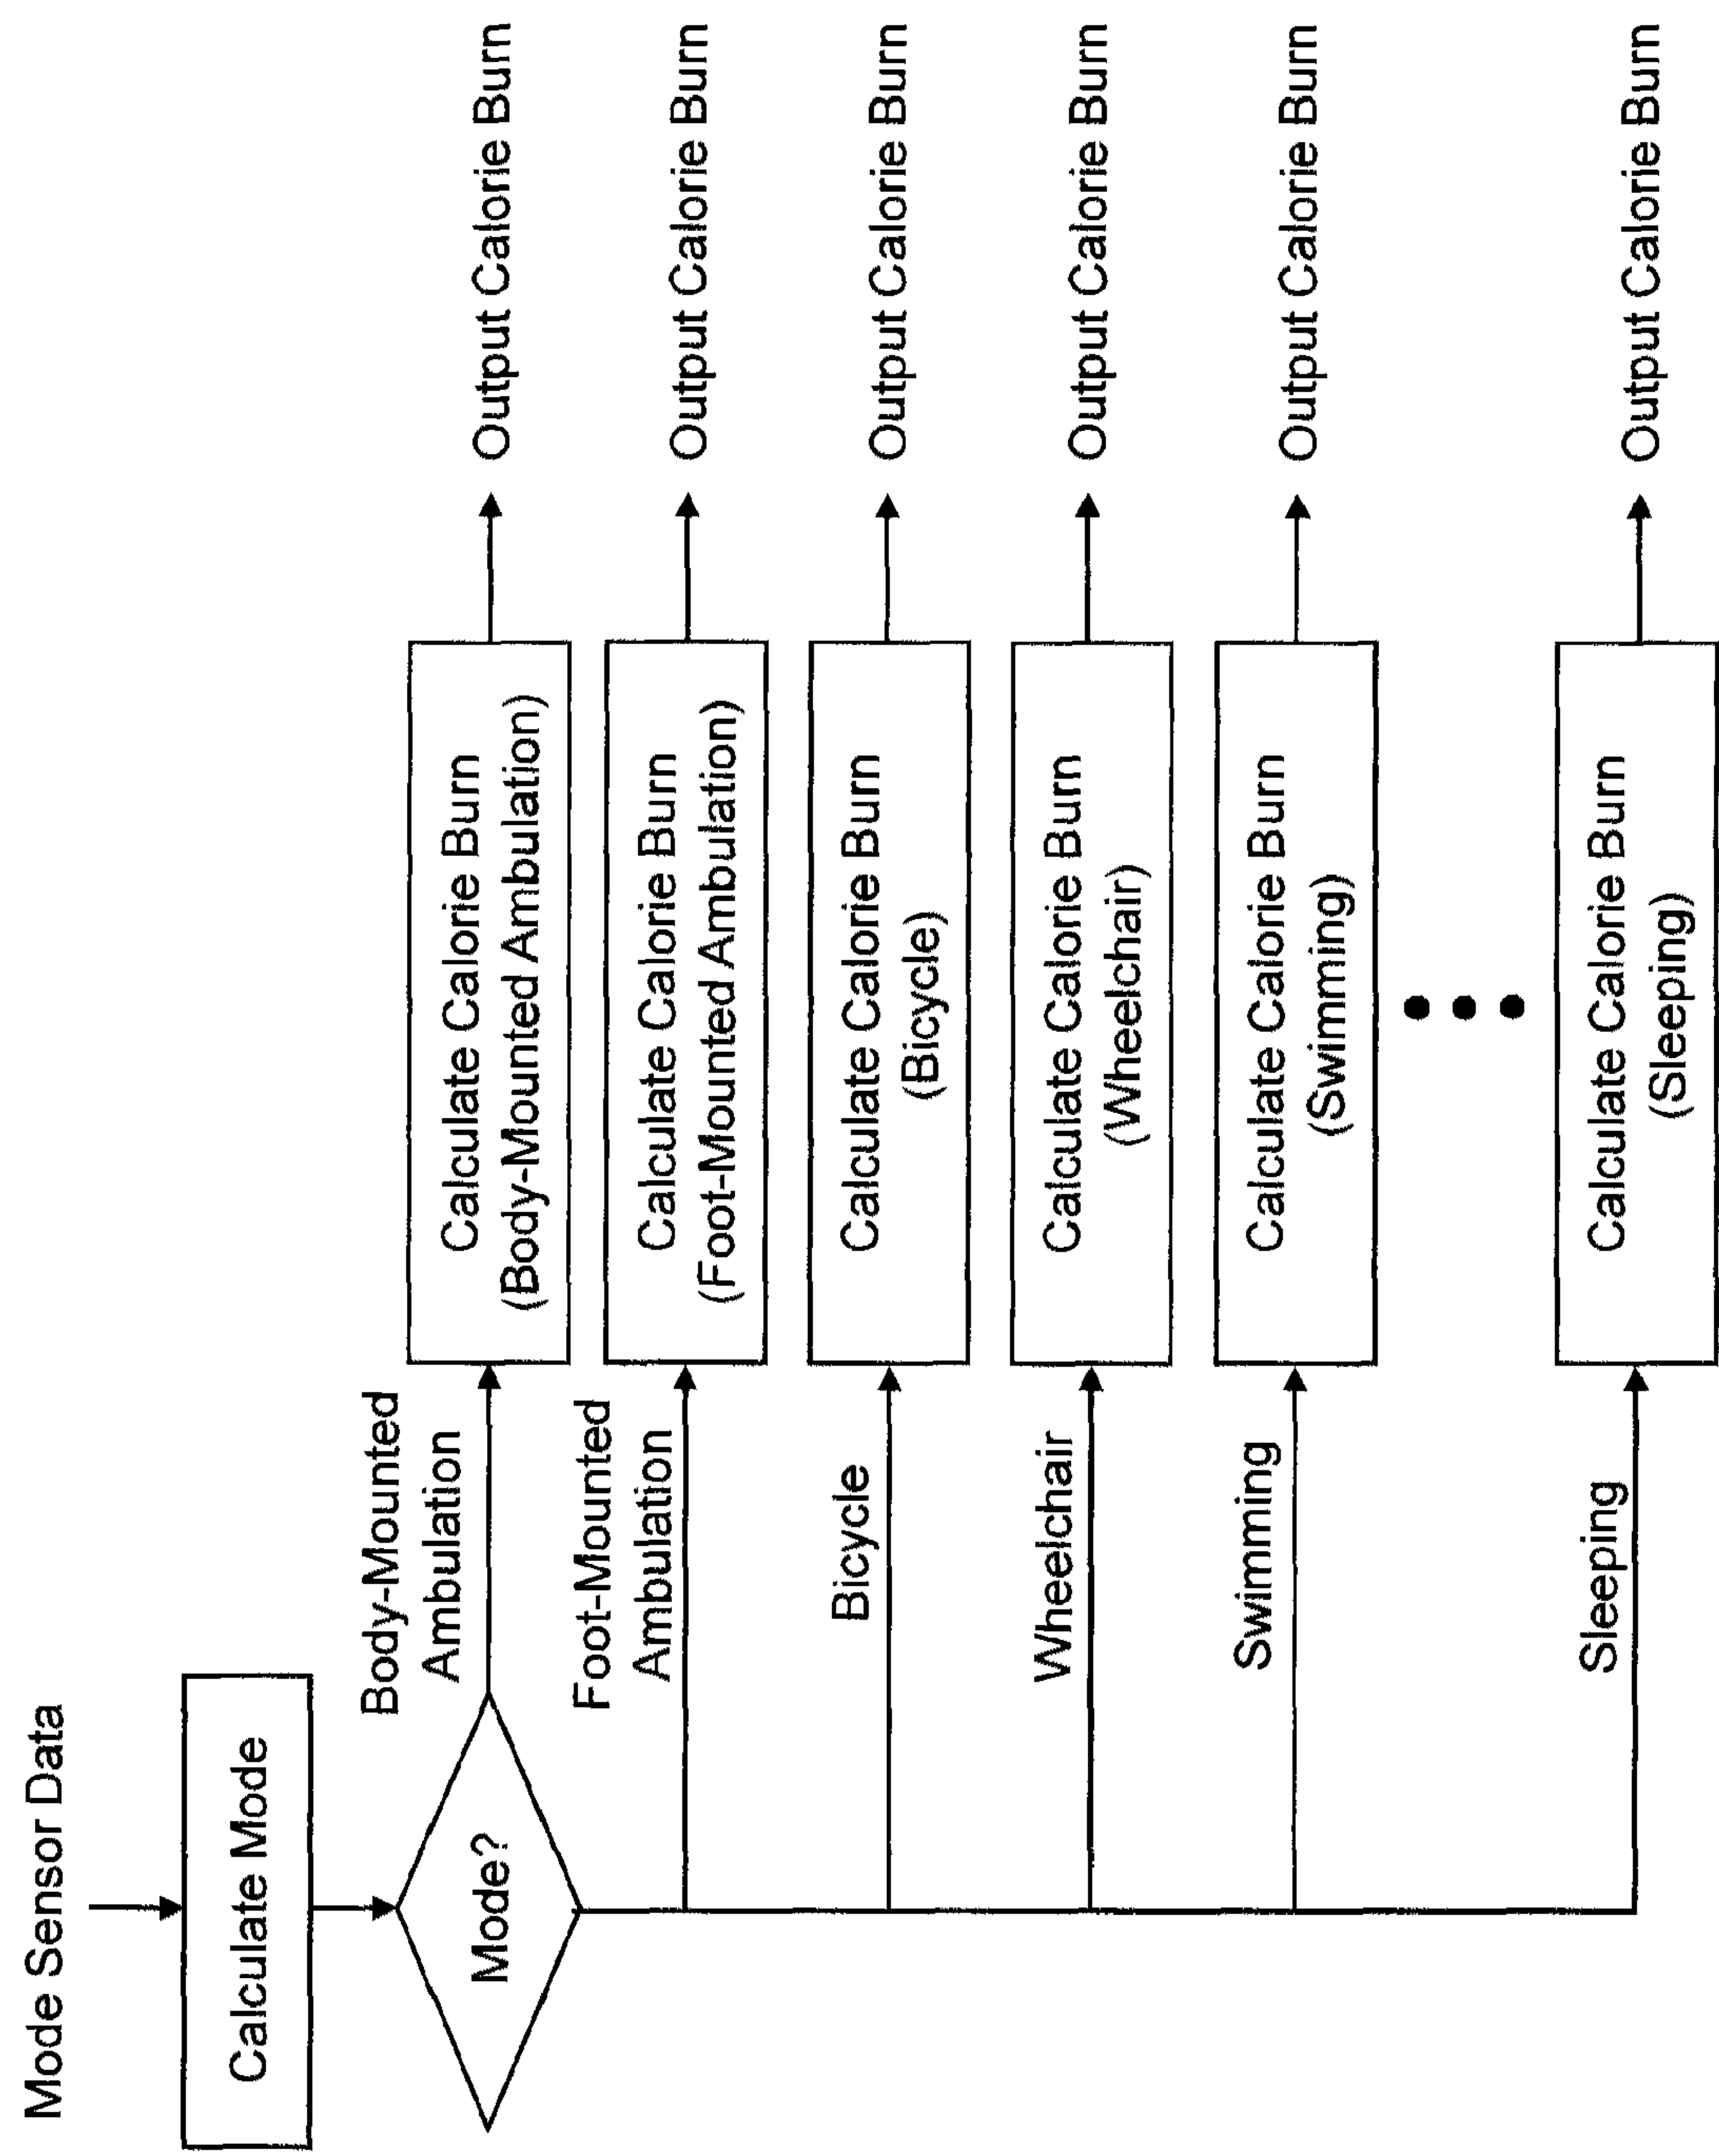 Mode Sensor Data
Calculate Mode
Mode?
Body-Mounted
Ambulation
Calculate Calorie Burn
(Body-Mounted Ambulation)
Output Calorie Burn
Foot-Mounted
Ambulation
Calculate Calorie Burn
(Foot-Mounted Ambulation)
Output Calorie Burn
Bicycle
Calculate Calorie Burn
(Bicycle)
Output Calorie Burn
Wheelchair
Calculate Calorie Burn
(Wheelchair)
Output Calorie Burn
Swimming
Calculate Calorie Burn
(Swimming)
Output Calorie Burn
Sleeping
Calculate Calorie Burn
(Sleeping)
Output Calorie Burn